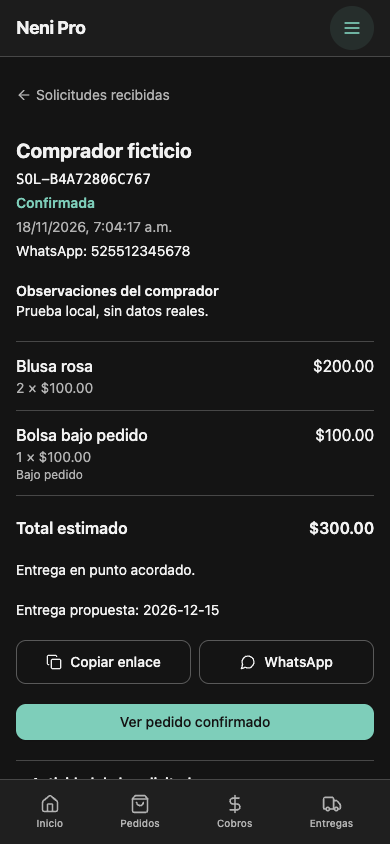 Neni Pro
← Solicitudes recibidas
Comprador ficticio
SOL-B4A72806C767
Confirmada
18/11/2026, 7:04:17 a.m.
WhatsApp: 525512345678
Observaciones del comprador
Prueba local, sin datos reales.
Blusa rosa $200.00
2 × $100.00
Bolsa bajo pedido $100.00
1 × $100.00
Bajo pedido
Total estimado $300.00
Entrega en punto acordado.
Entrega propuesta: 2026-12-15
Copiar enlace WhatsApp
Ver pedido confirmado
Inicio Pedidos Cobros Entregas